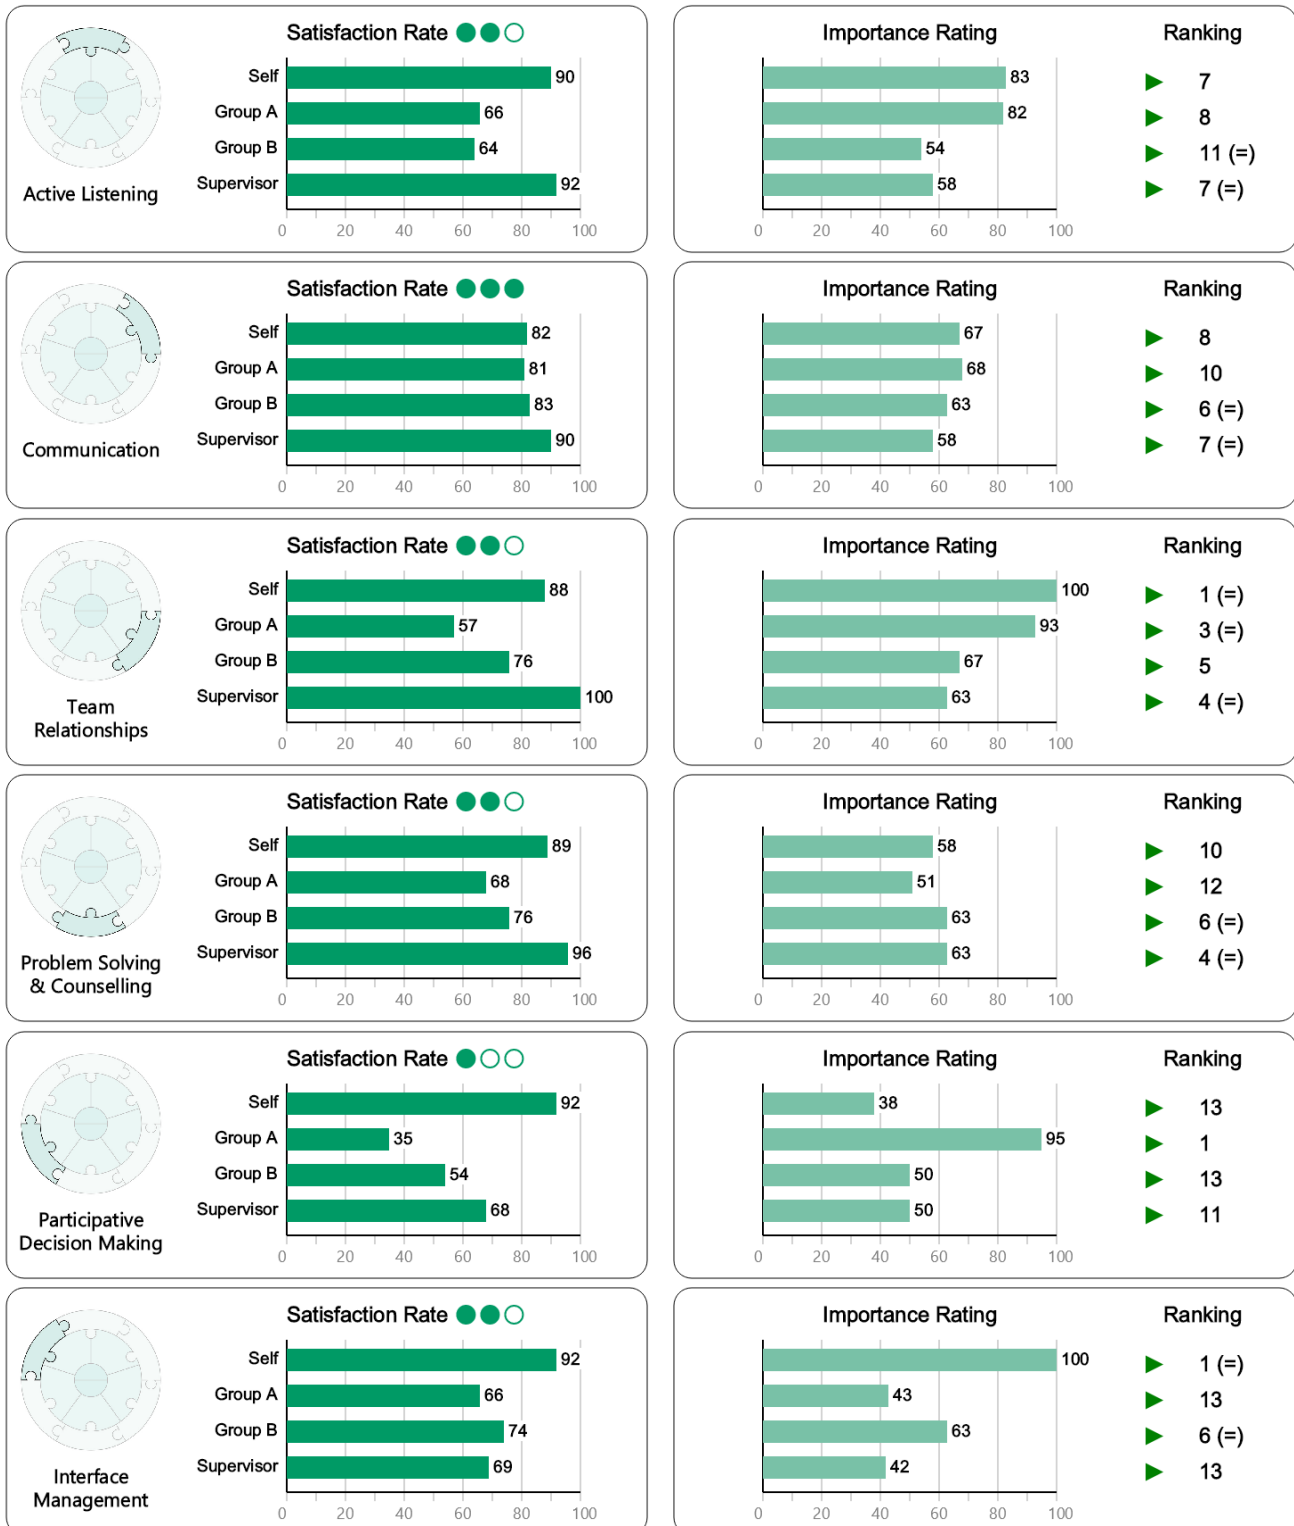 Satisfaction Rate
Importance Rating
Ranking
Self 90 83 7
Group A 66 82 8
Group B 64 54 11 (=)
Supervisor 92 58 7 (=)
Active Listening
0 20 40 60 80 100
0 20 40 60 80 100
Satisfaction Rate
Importance Rating
Ranking
Self 82 67 8
Group A 81 68 10
Group B 83 63 6 (=)
Supervisor 90 58 7 (=)
Communication
0 20 40 60 80 100
0 20 40 60 80 100
Satisfaction Rate
Importance Rating
Ranking
Self 88 100 1 (=)
Group A 57 93 3 (=)
Group B 76 67 5
Supervisor 100 63 4 (=)
Team
Relationships
0 20 40 60 80 100
0 20 40 60 80 100
Satisfaction Rate
Importance Rating
Ranking
Self 89 58 10
Group A 68 51 12
Group B 76 63 6 (=)
Supervisor 96 63 4 (=)
Problem Solving
& Counselling
0 20 40 60 80 100
0 20 40 60 80 100
Satisfaction Rate
Importance Rating
Ranking
Self 92 38 13
Group A 35 95 1
Group B 54 50 13
Supervisor 68 50 11
Participative
Decision Making
0 20 40 60 80 100
0 20 40 60 80 100
Satisfaction Rate
Importance Rating
Ranking
Self 92 100 1 (=)
Group A 66 43 13
Group B 74 63 6 (=)
Supervisor 69 42 13
Interface
Management
0 20 40 60 80 100
0 20 40 60 80 100